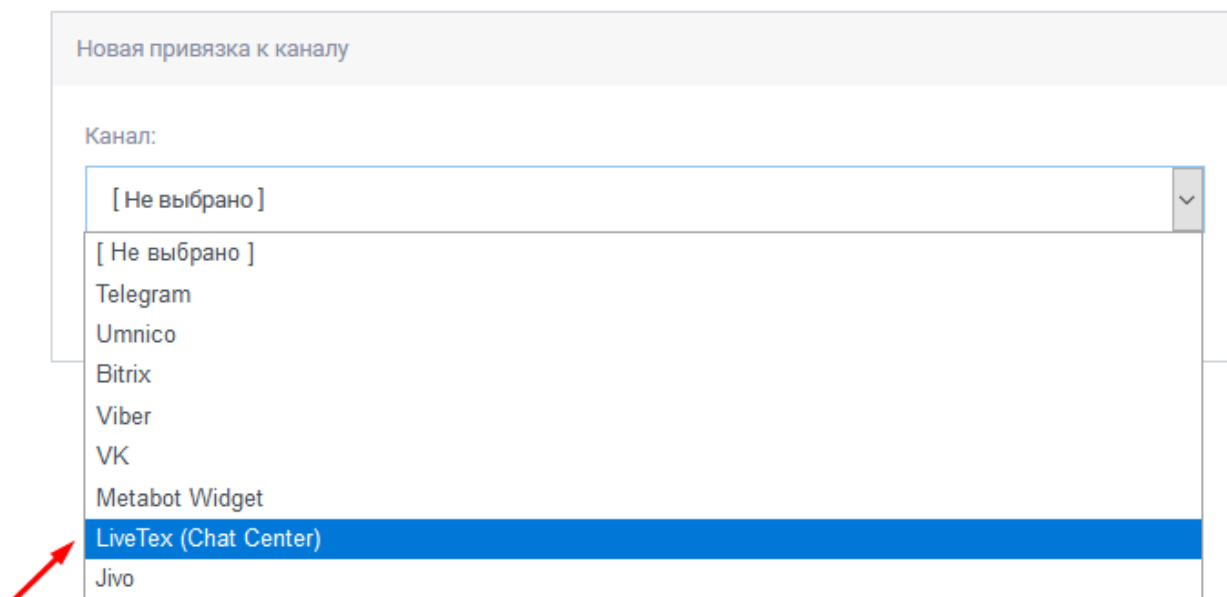 Новая привязка к каналу
Канал:
[ Не выбрано ]
[ Не выбрано ]
Telegram
Umnico
Bitrix
Viber
VK
Metabot Widget
LiveTex (Chat Center)
Jivo